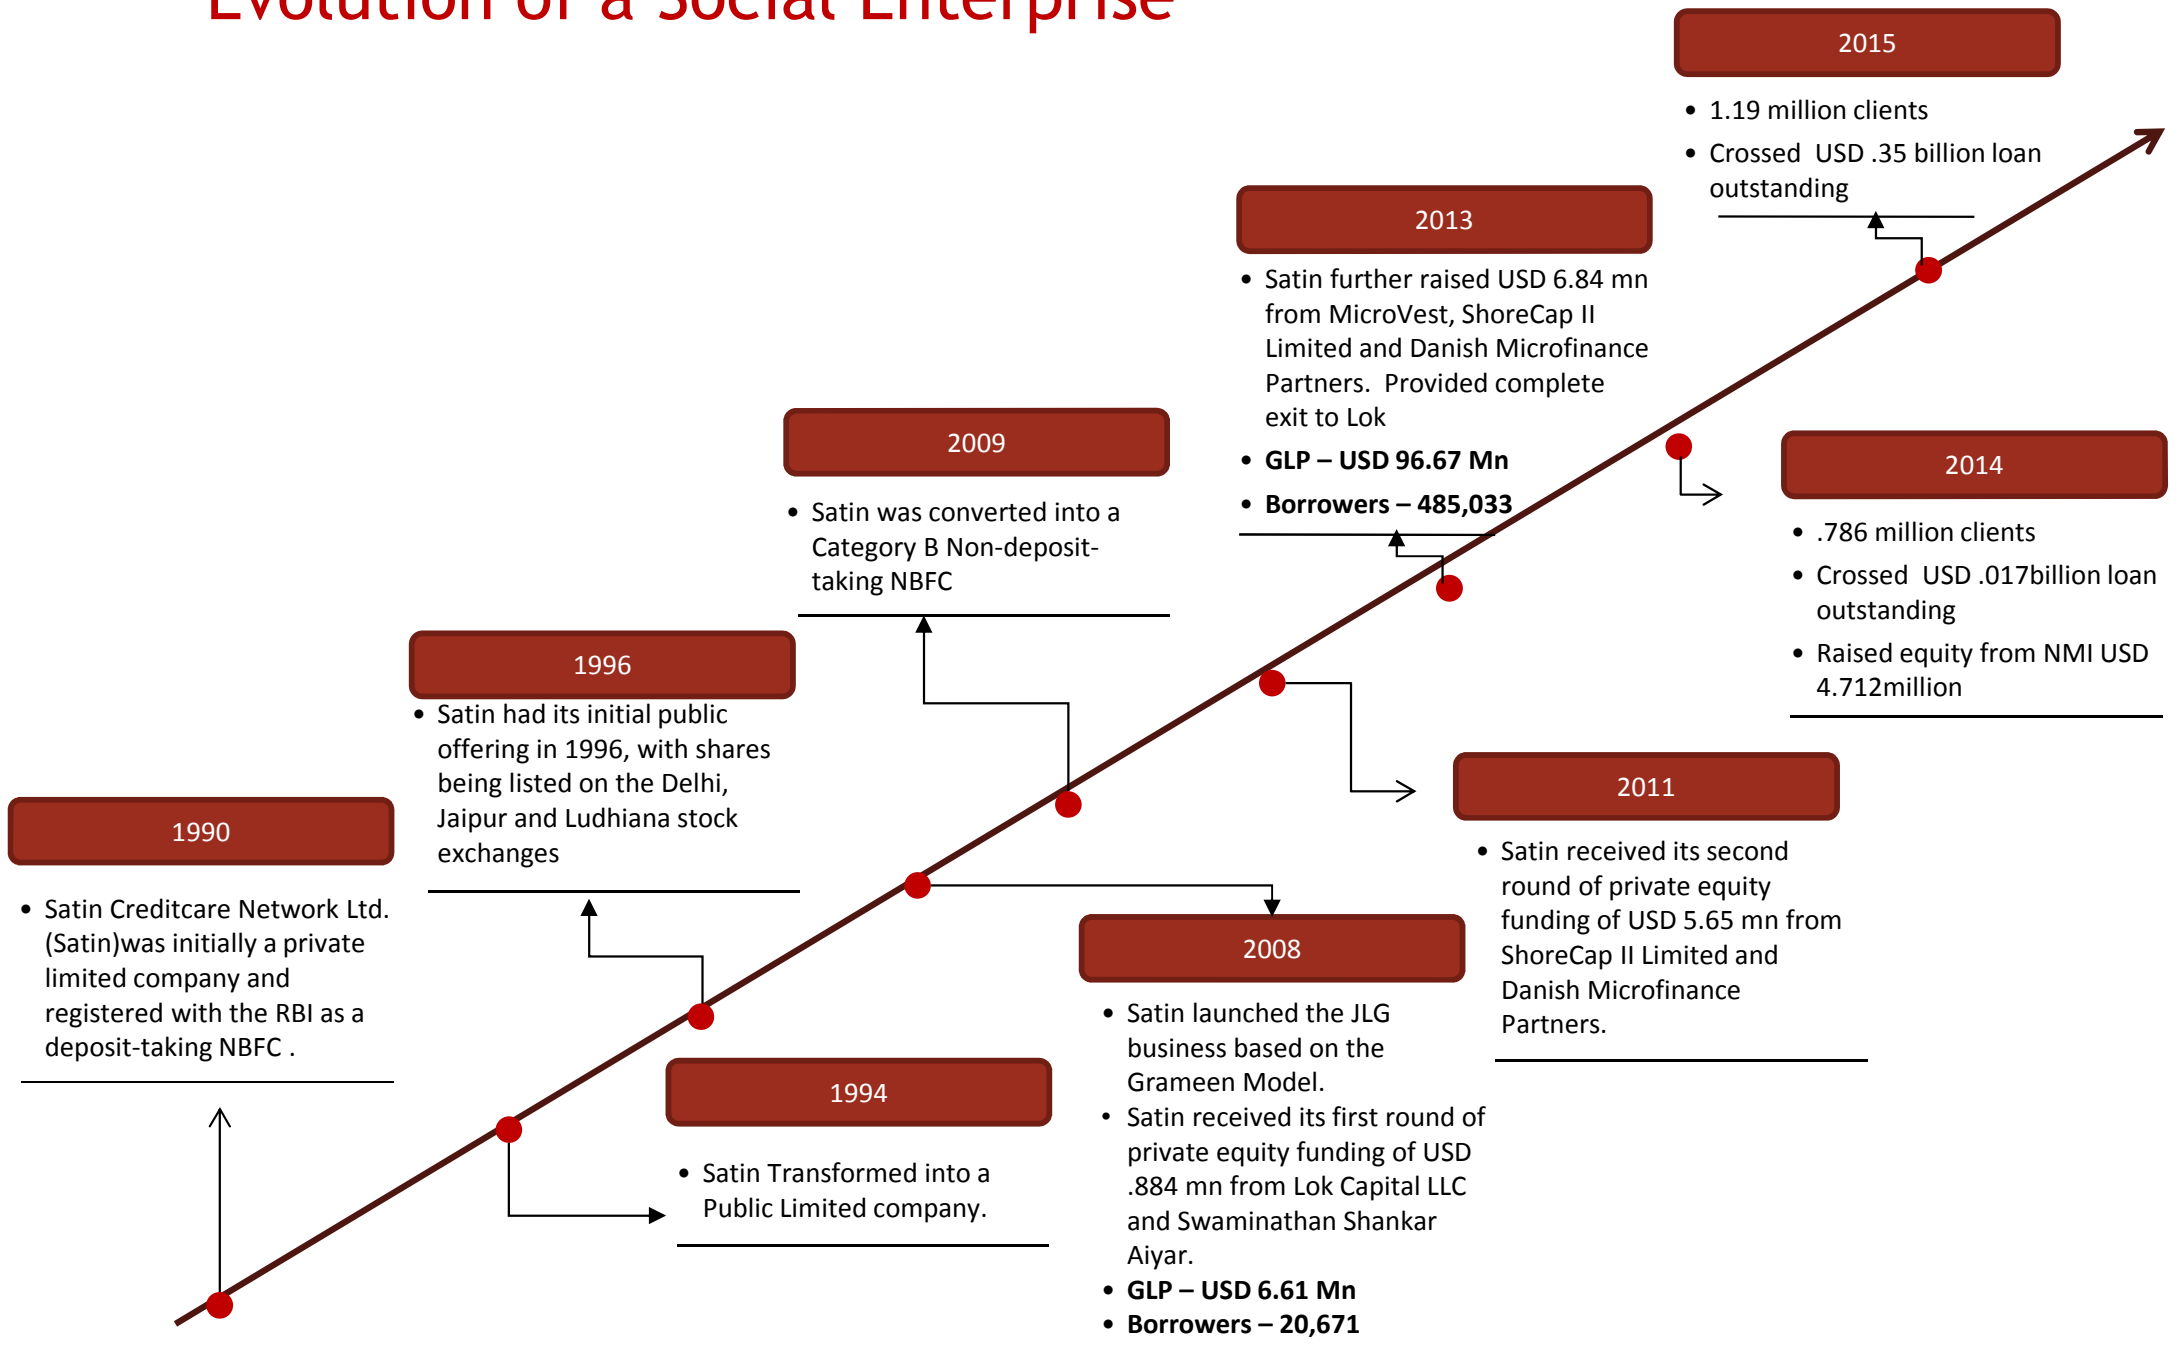 Evolution of a Social Enterprise
2015
• 1.19 million clients
• Crossed  USD .35 billion loan
outstanding
2013
• Satin further raised USD 6.84 mn
from MicroVest, ShoreCap II
Limited and Danish Microfinance
Partners.  Provided complete
exit to Lok
• GLP – USD 96.67 Mn
• Borrowers – 485,033
2009
• Satin was converted into a
Category B Non-deposit-
taking NBFC
2014
• .786 million clients
• Crossed  USD .017billion loan
outstanding
• Raised equity from NMI USD
4.712million
1996
• Satin had its initial public
offering in 1996, with shares
being listed on the Delhi,
Jaipur and Ludhiana stock
exchanges
2011
• Satin received its second
round of private equity
funding of USD 5.65 mn from
ShoreCap II Limited and
Danish Microfinance
Partners.
1990
• Satin Creditcare Network Ltd.
(Satin)was initially a private
limited company and
registered with the RBI as a
deposit-taking NBFC .
2008
• Satin launched the JLG
business based on the
Grameen Model.
• Satin received its first round of
private equity funding of USD
.884 mn from Lok Capital LLC
and Swaminathan Shankar
Aiyar.
• GLP – USD 6.61 Mn
• Borrowers – 20,671
1994
• Satin Transformed into a
Public Limited company.